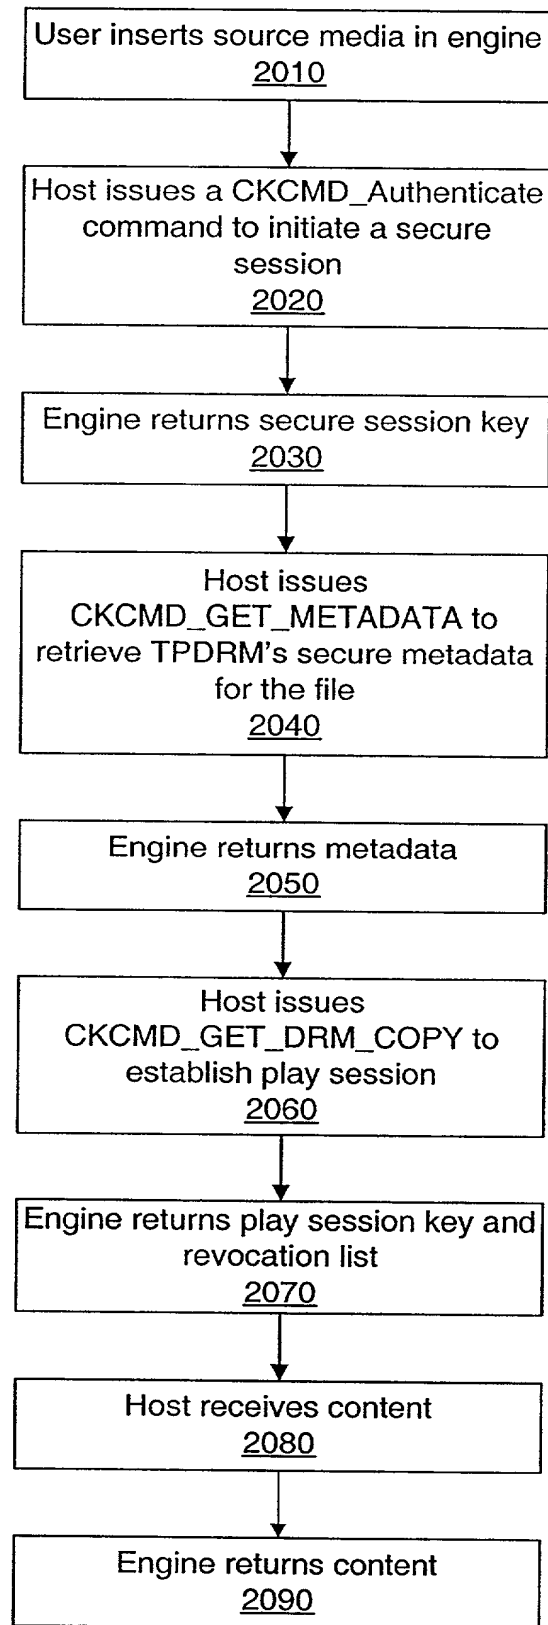 User inserts source media in engine
2010
Host issues a CKCMD_Authenticate
command to initiate a secure
session
2020
Engine returns secure session key
2030
Host issues
CKCMD_GET_METADATA to
retrieve TPDRM's secure metadata
for the file
2040
Engine returns metadata
2050
Host issues
CKCMD_GET_DRM_COPY to
establish play session
2060
Engine returns play session key and
revocation list
2070
Host receives content
2080
Engine returns content
2090